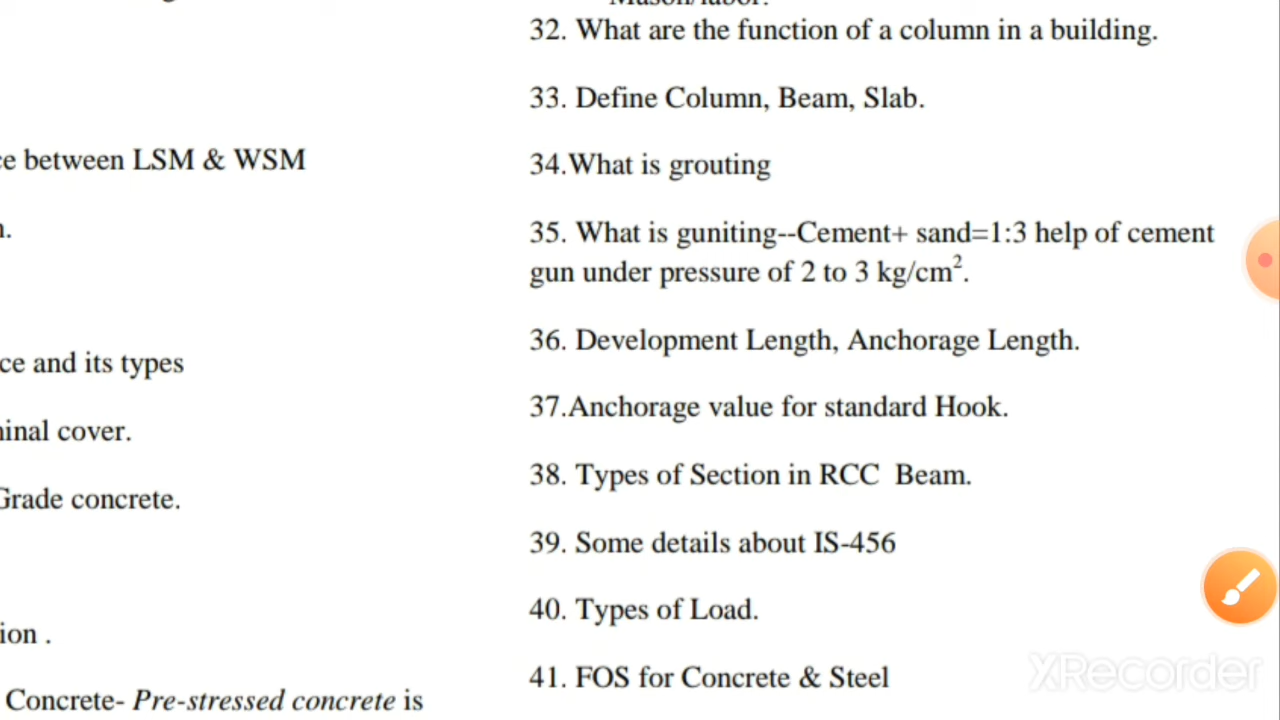 ce between LSM & WSM
n.
ce and its types
ninal cover.
Grade concrete.
ion .
Concrete- Pre-stressed concrete is
Mason/labor.
32. What are the function of a column in a building.
33. Define Column, Beam, Slab.
34.What is grouting
35. What is guniting--Cement+ sand=1:3 help of cement
gun under pressure of 2 to 3 kg/cm².
36. Development Length, Anchorage Length.
37.Anchorage value for standard Hook.
38. Types of Section in RCC Beam.
39. Some details about IS-456
40. Types of Load.
41. FOS for Concrete & Steel
XRecorder